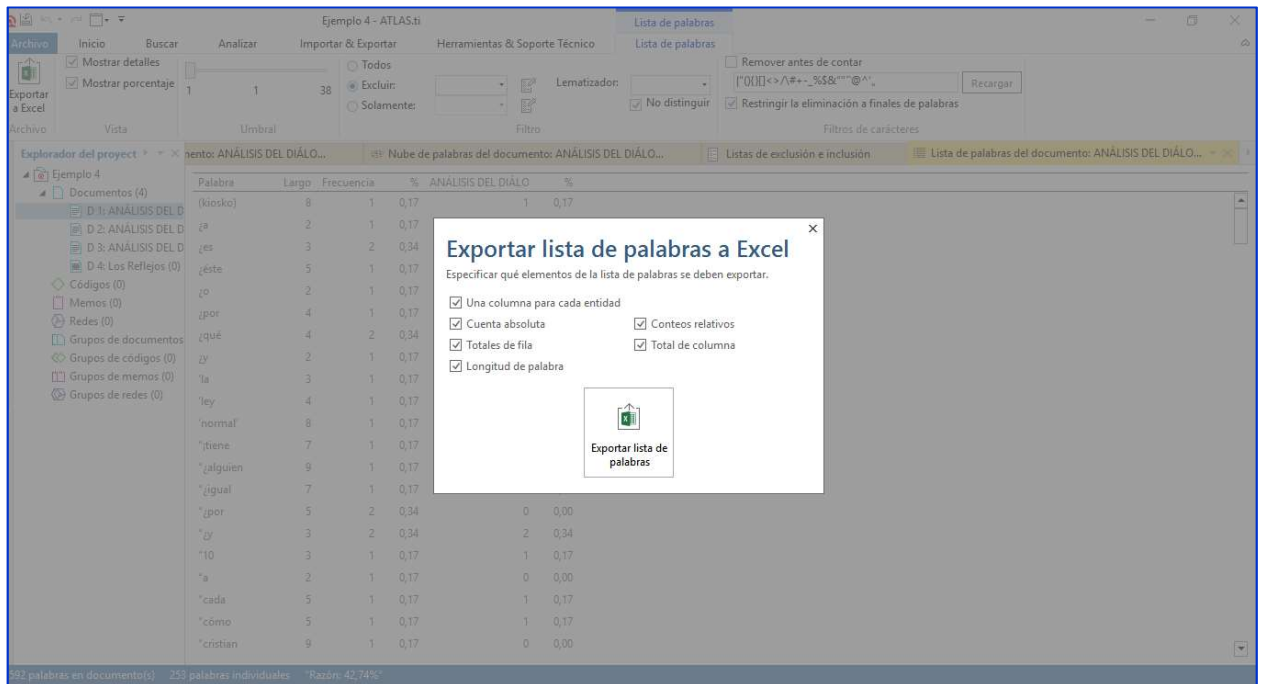 Ejemplo 4 - ATLAS.ti
Lista de palabras
Archivo Inicio Buscar Analizar Importar & Exportar Herramientas & Soporte Técnico Lista de palabras
Exportar a Excel
Archivo
Mostrar detalles
Mostrar porcentaje
Vista
1 1 38
Umbral
Todos
Excluir:
Solamente:
Lematizador:
No distinguir
Filtro
Remover antes de contar
Recargar
Restringir la eliminación a finales de palabras
Filtros de carácteres
Explorador del proyect
mento: ANÁLISIS DEL DIÁLO...
Nube de palabras del documento: ANÁLISIS DEL DIÁLO...
Listas de exclusión e inclusión
Lista de palabras del documento: ANÁLISIS DEL DIÁLO...
Ejemplo 4
Documentos (4)
D 1: ANÁLISIS DEL D
D 2: ANÁLISIS DEL D
D 3: ANÁLISIS DEL D
D 4: Los Reflejos (0)
Códigos (0)
Memos (0)
Redes (0)
Grupos de documentos
Grupos de códigos (0)
Grupos de memos (0)
Grupos de redes (0)
Palabra Largo Frecuencia % ANÁLISIS DEL DIÁLO %
(kiosko) 8 1 0,17 1 0,17
¿a 2 1 0,17
¿es 3 2 0,34
¿éste 5 1 0,17
¿o 2 1 0,17
¿por 4 1 0,17
¿qué 4 2 0,34
¿y 2 1 0,17
'la 3 1 0,17
'ley 4 1 0,17
'normal' 8 1 0,17
"¡tiene 7 1 0,17
"¿alguien 9 1 0,17
"¿igual 7 1 0,17
"¿por 5 2 0,34 0 0,00
"¿y 3 2 0,34 2 0,34
"10 3 1 0,17 1 0,17
"a 2 1 0,17 0 0,00
"cada 5 1 0,17 1 0,17
"cómo 5 1 0,17 1 0,17
"cristian 9 1 0,17 0 0,00
Exportar lista de palabras a Excel
Especificar qué elementos de la lista de palabras se deben exportar.
Una columna para cada entidad
Cuenta absoluta Conteos relativos
Totales de fila Total de columna
Longitud de palabra
Exportar lista de
palabras
592 palabras en documento(s) 253 palabras individuales "Razón: 42,74%"